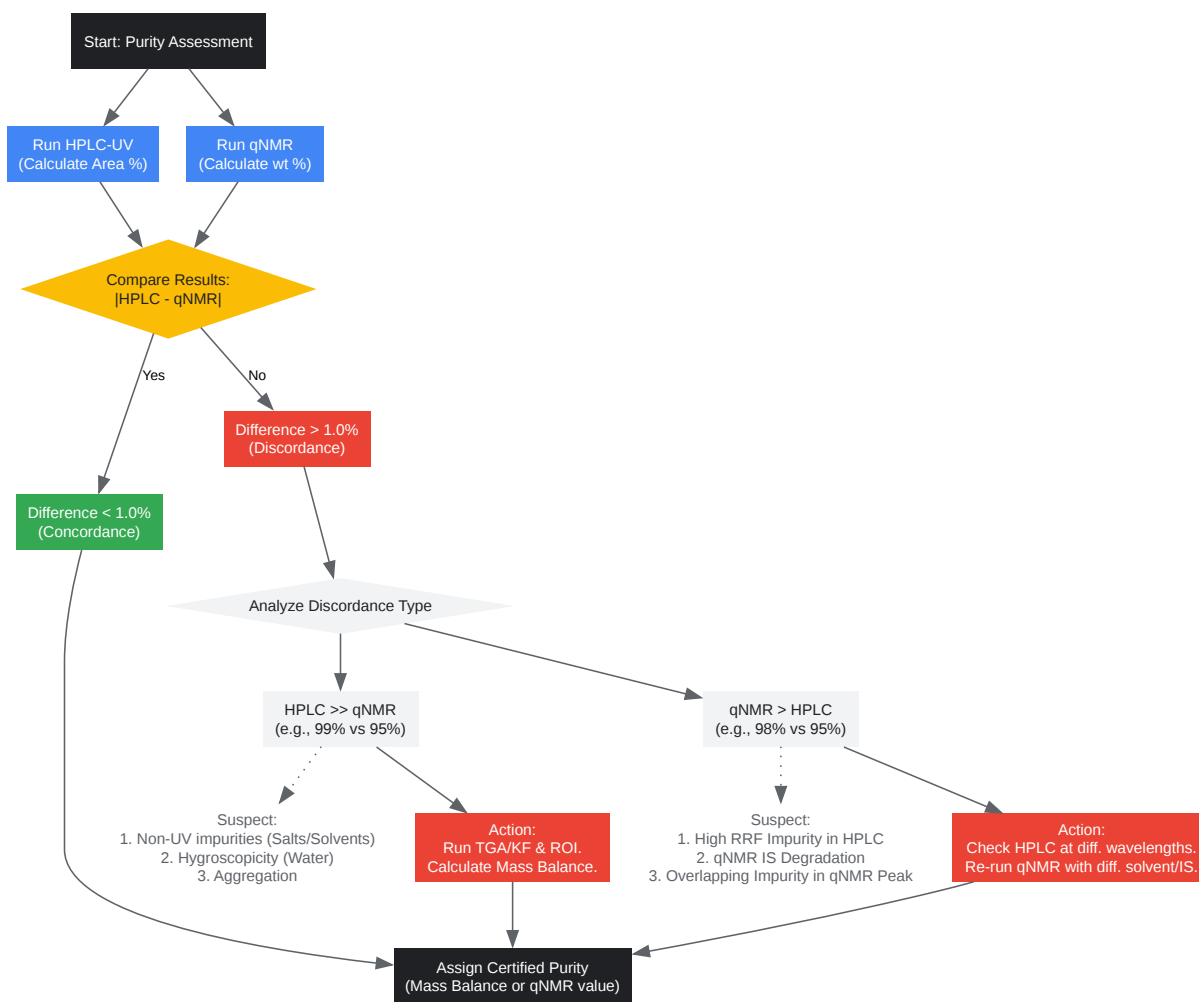 Start: Purity Assessment
Run HPLC-UV
(Calculate Area %)
Run qNMR
(Calculate wt %)
Compare Results:
|HPLC - qNMR|
Yes
No
Difference > 1.0%
(Discordance)
Difference < 1.0%
(Concordance)
Analyze Discordance Type
HPLC >> qNMR
(e.g., 99% vs 95%)
qNMR > HPLC
(e.g., 98% vs 95%)
Suspect:
1. Non-UV impurities (Salts/Solvents)
2. Hygroscopicity (Water)
3. Aggregation
Action:
Run TGA/KF & ROI.
Calculate Mass Balance.
Suspect:
1. High RRF Impurity in HPLC
2. qNMR IS Degradation
3. Overlapping Impurity in qNMR Peak
Action:
Check HPLC at diff. wavelengths.
Re-run qNMR with diff. solvent/IS.
Assign Certified Purity
(Mass Balance or qNMR value)